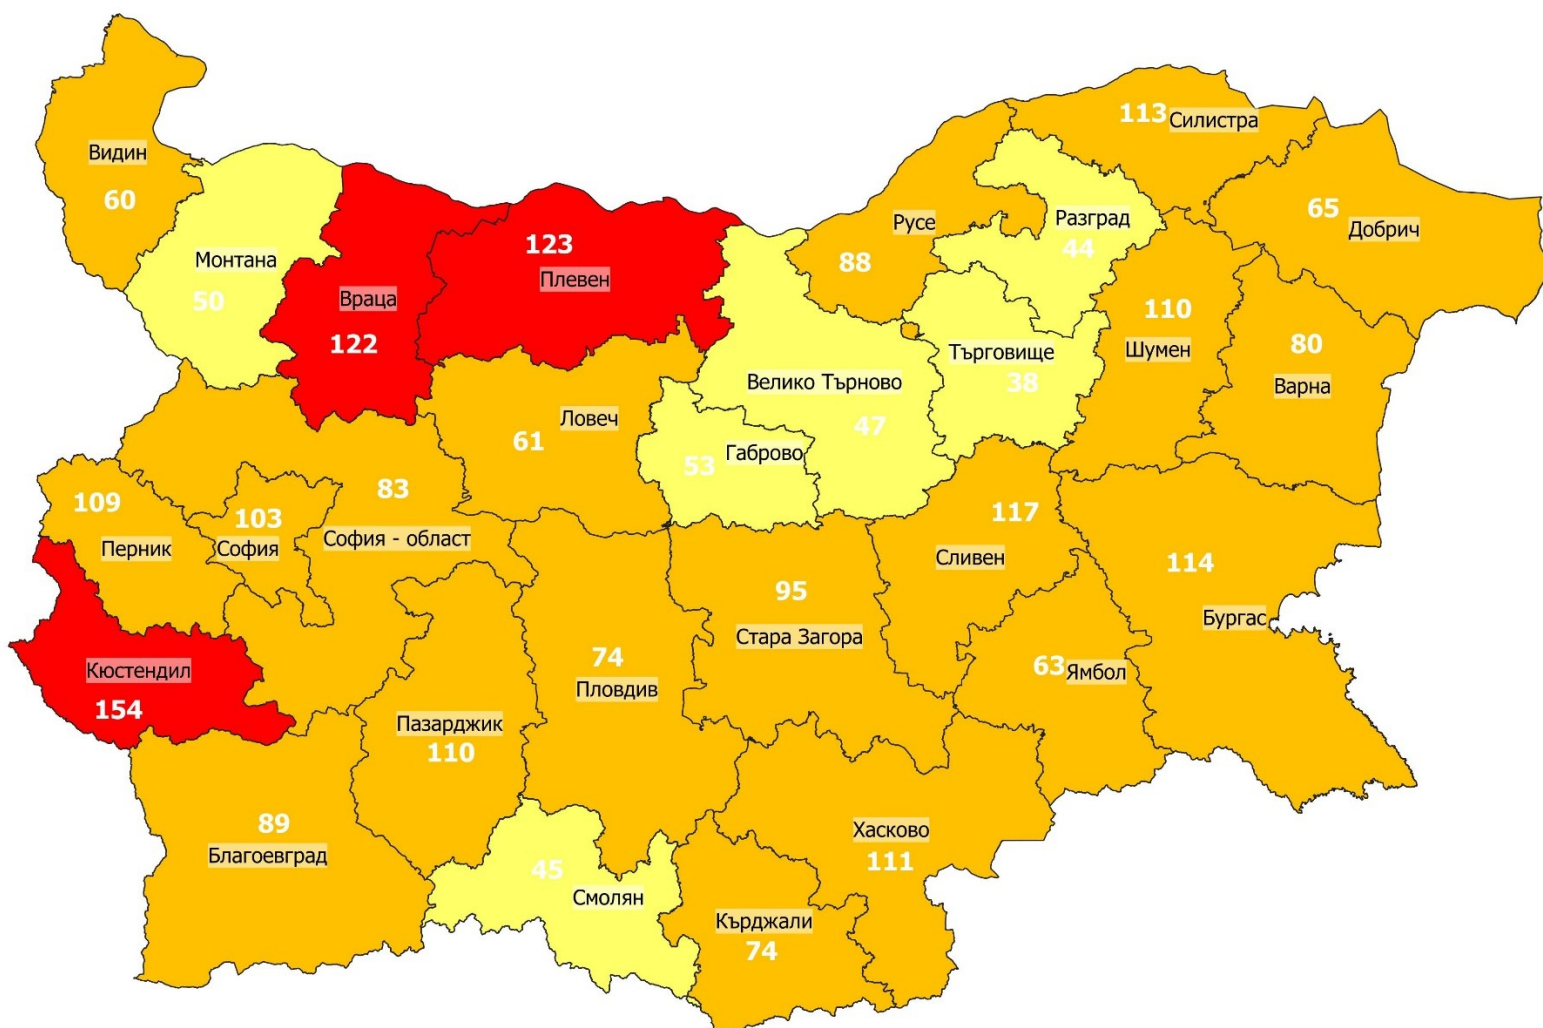 113 Силистра
Видин
60
65
Добрич
Русе
88
Разград
44
Монтана
50
123
Плевен
Враца
122
110
Шумен
80
Варна
Търговище
38
Велико Търново
47
Ловеч
61
Габрово
53
109
Перник
103
София
83
София - област
117
Сливен
114
Бургас
95
Стара Загора
74
Пловдив
63 Ямбол
Кюстендил
154
Пазарджик
110
89
Благоевград
Хасково
111
45
Смолян
Кърджали
74